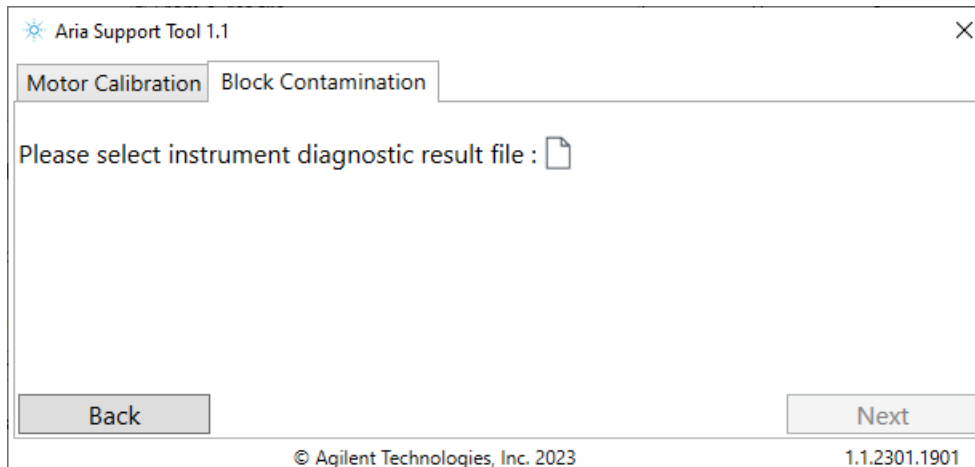 Aria Support Tool 1.1
Motor Calibration
Block Contamination
Please select instrument diagnostic result file :
Back
Next
© Agilent Technologies, Inc. 2023
1.1.2301.1901